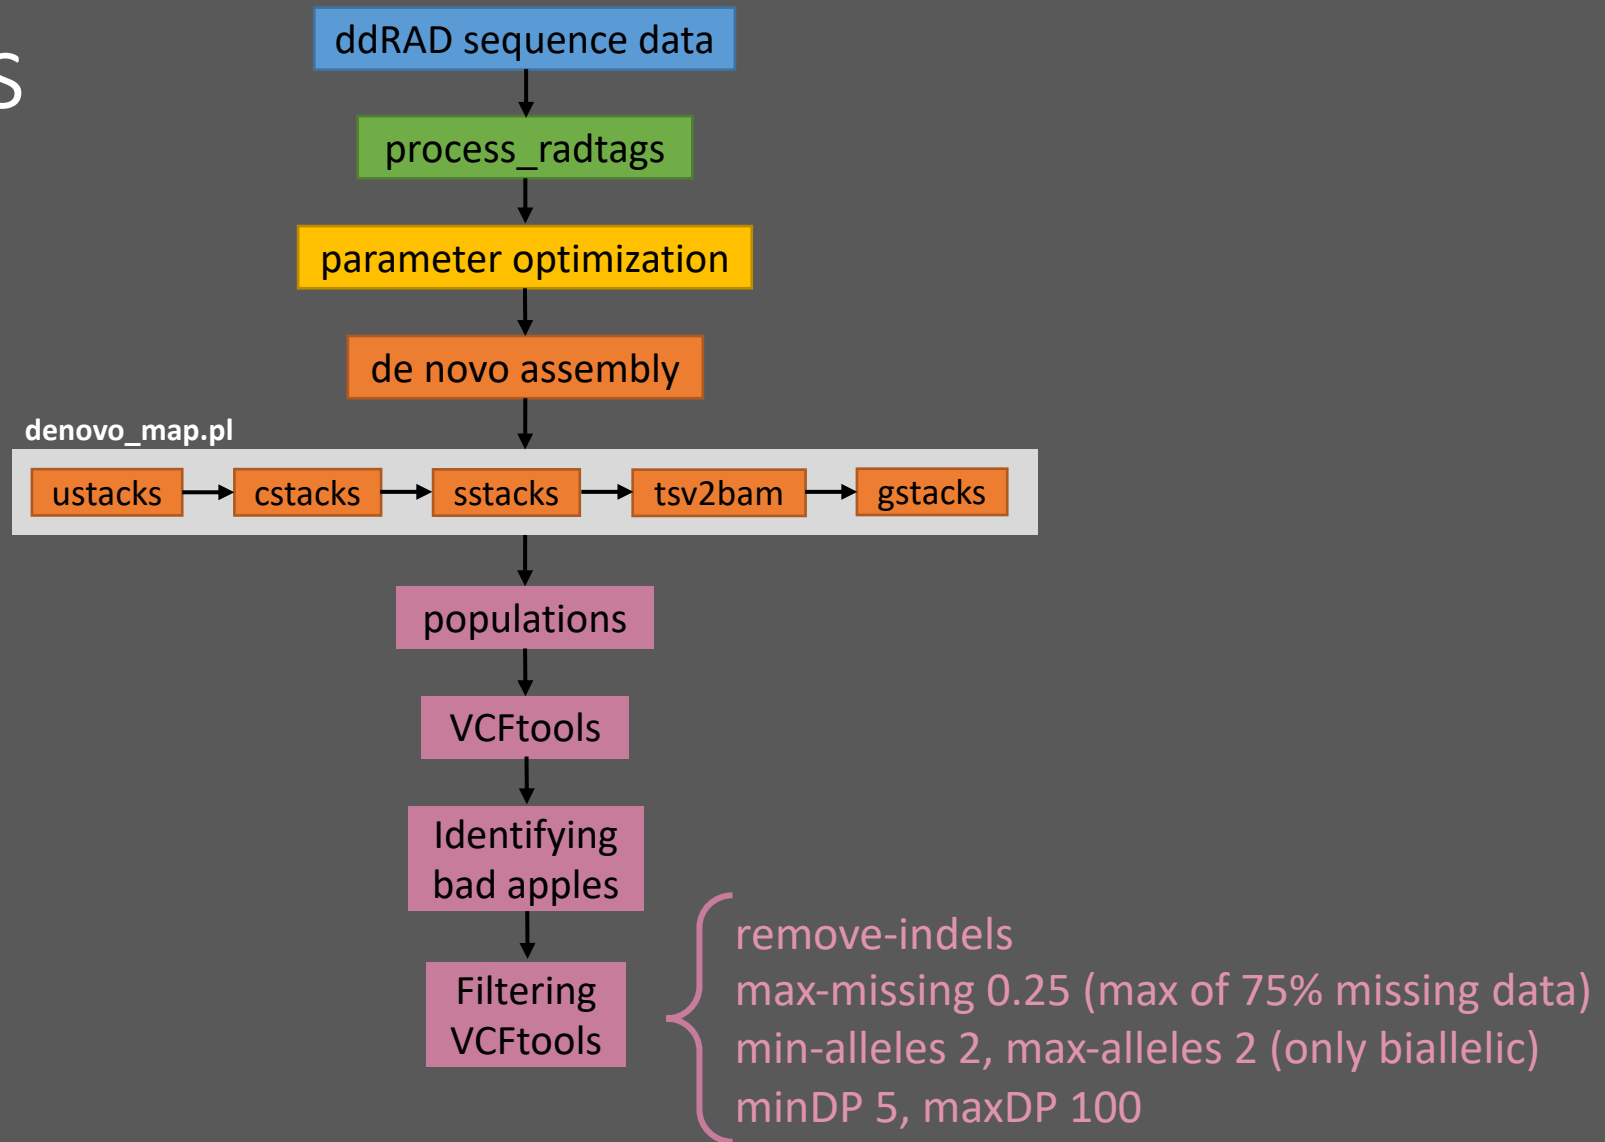 ddRAD sequence data
process_radtags
parameter optimization
de novo assembly
denovo_map.pl
ustacks
cstacks
sstacks
tsv2bam
gstacks
populations
VCFtools
Identifying
bad apples
Filtering
VCFtools
remove-indels
max-missing 0.25 (max of 75% missing data)
min-alleles 2, max-alleles 2 (only biallelic)
minDP 5, maxDP 100